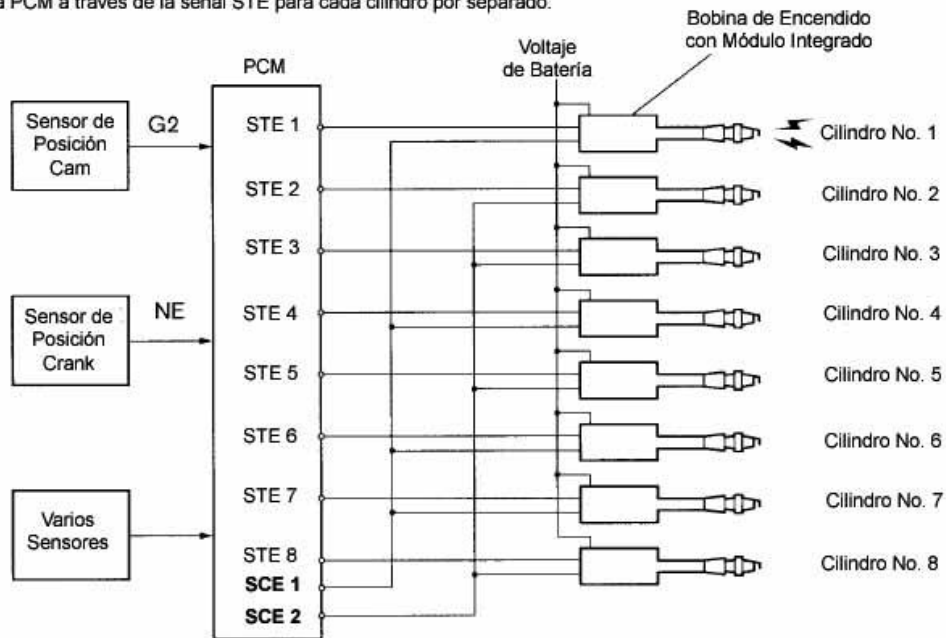 la PCM a través de la señal STE para cada cilindro por separado.
Bobina de Encendido
con Módulo Integrado
Voltaje
de Batería
PCM
Sensor de
Posición
Cam
G2
STE 1
Cilindro No. 1
STE 2
Cilindro No. 2
STE 3
Cilindro No. 3
Sensor de
Posición
Crank
NE
STE 4
Cilindro No. 4
STE 5
Cilindro No. 5
STE 6
Cilindro No. 6
Varios
Sensores
STE 7
Cilindro No. 7
STE 8
Cilindro No. 8
SCE 1
SCE 2